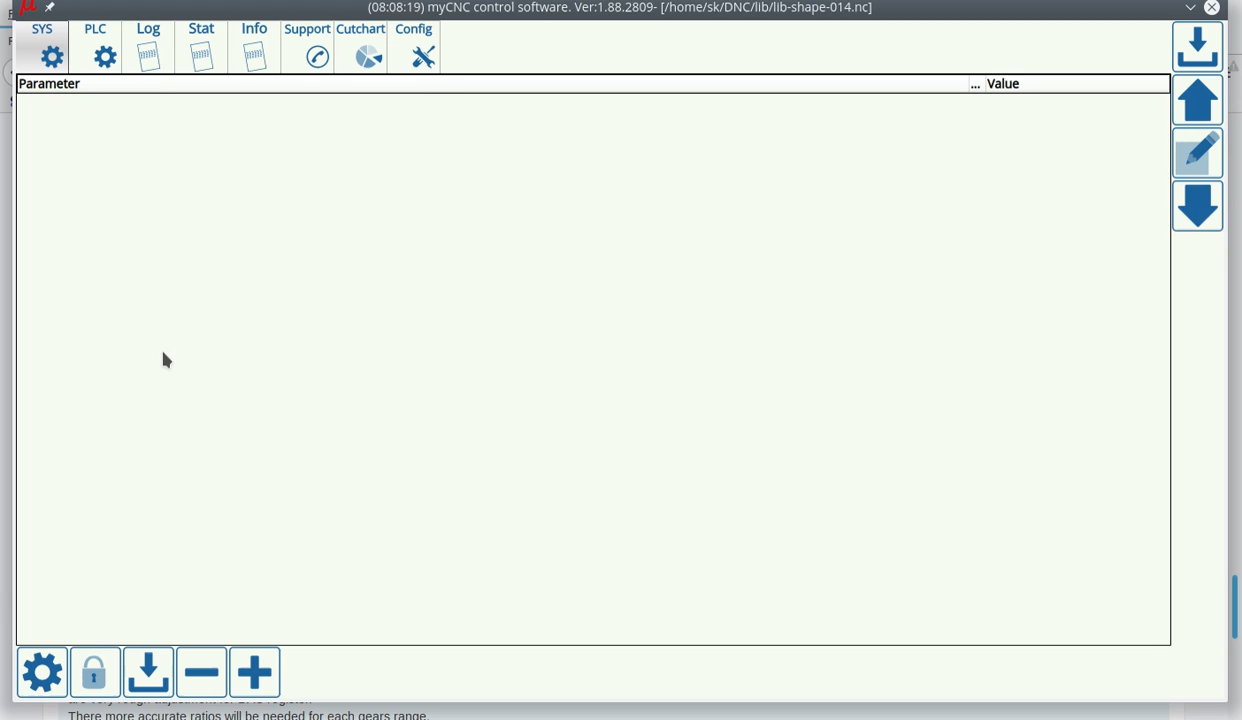 (08:08:19) myCNC control software. Ver:1.88.2809- [/home/sk/DNC/lib/lib-shape-014.nc]
SYS PLC Log Stat Info Support Cutchart Config
Parameter ... Value
There more accurate ratios will be needed for each gears range.